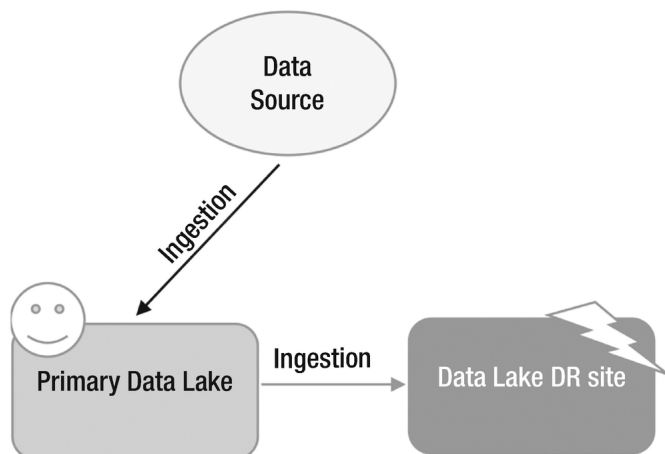 Data
Source
Ingestion
Primary Data Lake
Ingestion
Data Lake DR site